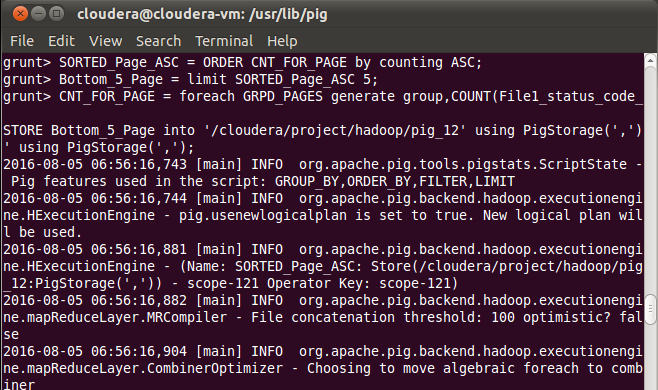 cloudera@cloudera-vm: /usr/lib/pig
File Edit View Search Terminal Help
grunt> SORTED_Page_ASC = ORDER CNT_FOR_PAGE by counting ASC;
grunt> Bottom_5_Page = limit SORTED_Page_ASC 5;
grunt> CNT_FOR_PAGE = foreach GRPD_PAGES generate group,COUNT(File1_status_code_
STORE Bottom_5_Page into '/cloudera/project/hadoop/pig_12' using PigStorage(',')
' using PigStorage(',');
2016-08-05 06:56:16,743 [main] INFO  org.apache.pig.tools.pigstats.ScriptState -
 Pig features used in the script: GROUP_BY,ORDER_BY,FILTER,LIMIT
2016-08-05 06:56:16,744 [main] INFO  org.apache.pig.backend.hadoop.executionengi
ne.HExecutionEngine - pig.usenewlogicalplan is set to true. New logical plan wil
l be used.
2016-08-05 06:56:16,881 [main] INFO  org.apache.pig.backend.hadoop.executionengi
ne.HExecutionEngine - (Name: SORTED_Page_ASC: Store(/cloudera/project/hadoop/pig
_12:PigStorage(',')) - scope-121 Operator Key: scope-121)
2016-08-05 06:56:16,882 [main] INFO  org.apache.pig.backend.hadoop.executionengi
ne.mapReduceLayer.MRCompiler - File concatenation threshold: 100 optimistic? fal
se
2016-08-05 06:56:16,904 [main] INFO  org.apache.pig.backend.hadoop.executionengi
ne.mapReduceLayer.CombinerOptimizer - Choosing to move algebraic foreach to comb
iner